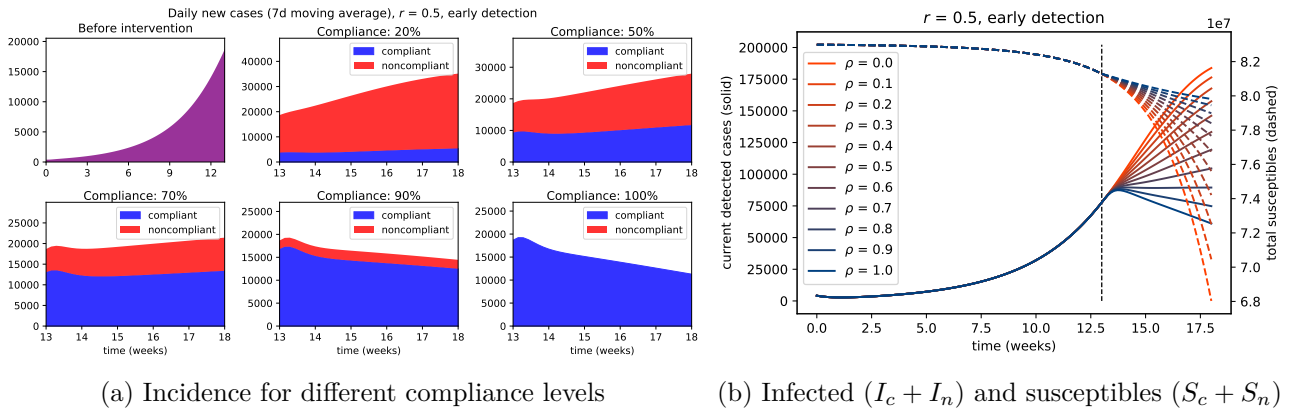 Daily new cases (7d moving average), r = 0.5, early detection
Before intervention
20000
15000
10000
5000
0
0 3 6 9 12
Compliance: 20%
compliant
noncompliant
50000
40000
30000
20000
10000
0
13 14 15 16 17 18
Compliance: 50%
compliant
noncompliant
30000
20000
10000
0
13 14 15 16 17 18
Compliance: 70%
compliant
noncompliant
25000
20000
15000
10000
5000
0
13 14 15 16 17 18
time (weeks)
Compliance: 90%
compliant
noncompliant
25000
20000
15000
10000
5000
0
13 14 15 16 17 18
time (weeks)
Compliance: 100%
compliant
noncompliant
25000
20000
15000
10000
5000
0
13 14 15 16 17 18
time (weeks)
(a) Incidence for different compliance levels
r = 0.5, early detection
1e7
current detected cases (solid)
200000
175000
150000
125000
100000
75000
50000
25000
0
ρ = 0.0
ρ = 0.1
ρ = 0.2
ρ = 0.3
ρ = 0.4
ρ = 0.5
ρ = 0.6
ρ = 0.7
ρ = 0.8
ρ = 0.9
ρ = 1.0
8.2
8.0
7.8
7.6
7.4
7.2
7.0
6.8
total susceptibles (dashed)
0.0 2.5 5.0 7.5 10.0 12.5 15.0 17.5
time (weeks)
(b) Infected (I_c + I_n) and susceptibles (S_c + S_n)